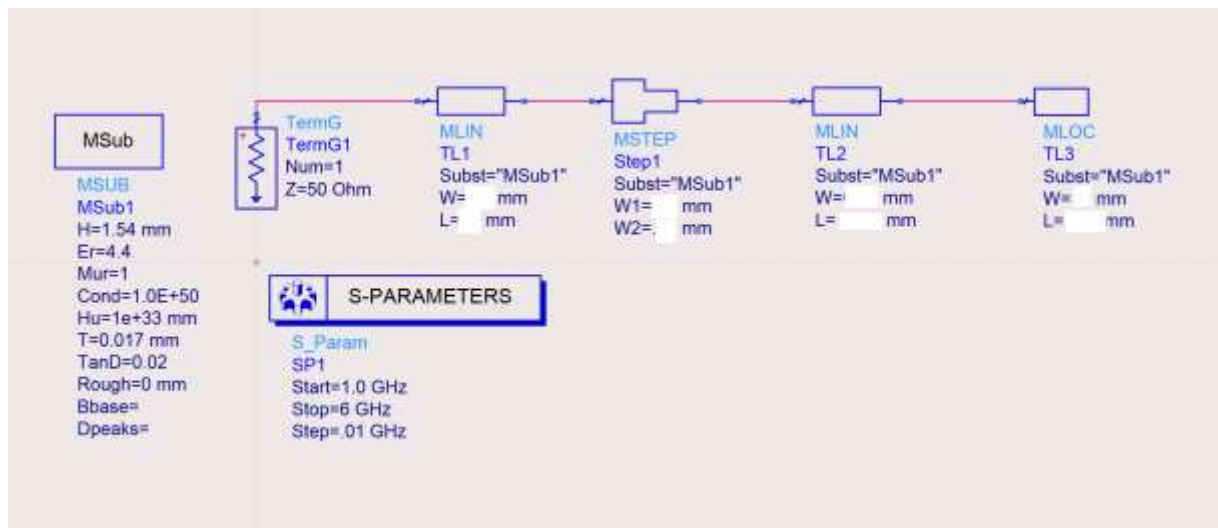 MSub
MSUB
MSub1
H=1.54 mm
Er=4.4
Mur=1
Cond=1.0E+50
Hu=1e+33 mm
T=0.017 mm
TanD=0.02
Rough=0 mm
Bbase=
Dpeaks=
TermG
TermG1
Num=1
Z=50 Ohm
MLIN
TL1
Subst="MSub1"
W= mm
L= mm
MSTEP
Step1
Subst="MSub1"
W1= mm
W2= mm
MLIN
TL2
Subst="MSub1"
W= mm
L= mm
MLOC
TL3
Subst="MSub1"
W= mm
L= mm
S-PARAMETERS
S_Param
SP1
Start=1.0 GHz
Stop=6 GHz
Step=.01 GHz